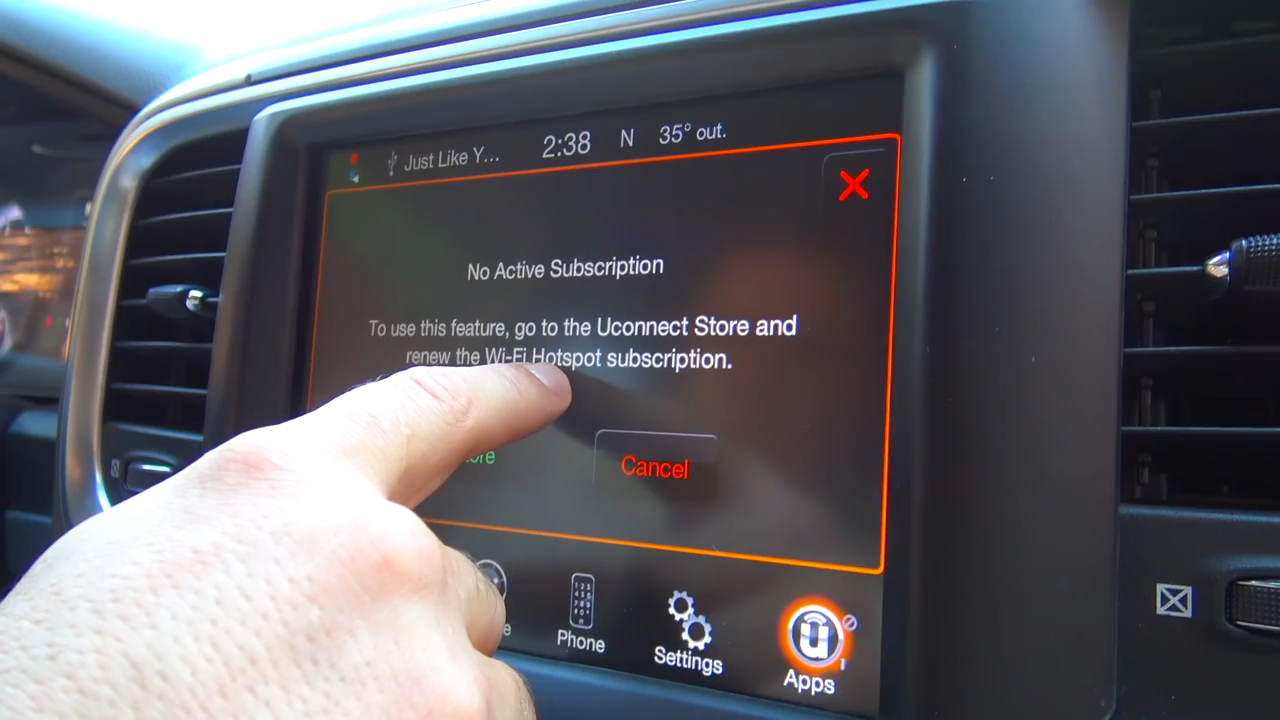 Just Like Y... 2:38 N 35° out.
No Active Subscription
To use this feature, go to the Uconnect Store and
renew the Wi-Fi Hotspot subscription.
Cancel
Phone
Settings
Apps